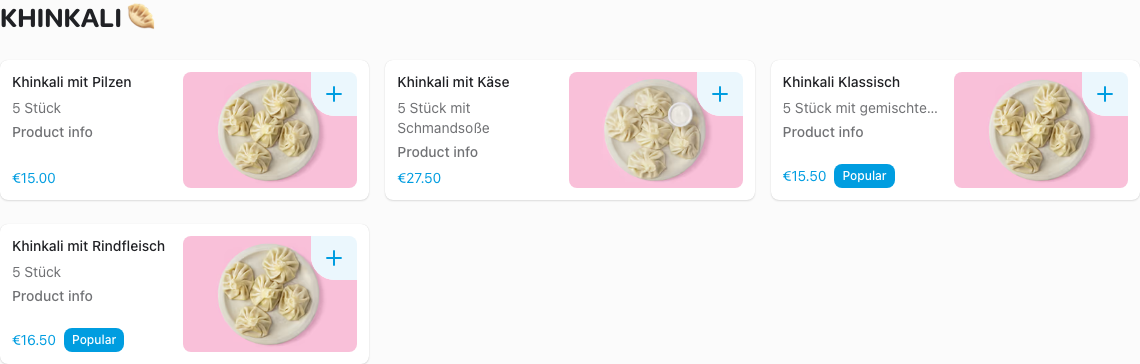 KHINKALI 🥟
Khinkali mit Pilzen
5 Stück
Product info
€15.00
Khinkali mit Käse
5 Stück mit
Schmandsoße
Product info
€27.50
Khinkali Klassisch
5 Stück mit gemischte...
Product info
€15.50 Popular
Khinkali mit Rindfleisch
5 Stück
Product info
€16.50 Popular